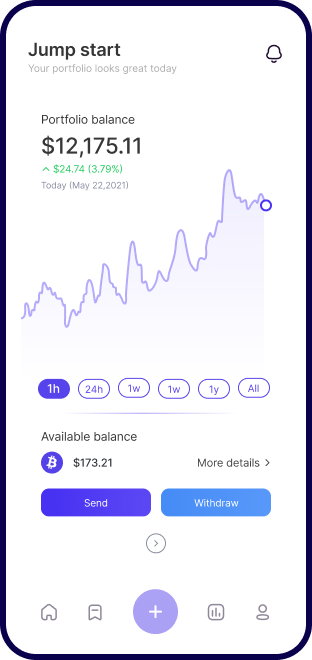 Jump start
Your portfolio looks great today
Portfolio balance
$12,175.11
$24.74 (3.79%)
Today (May 22,2021)
1h 24h 1w 1w 1y All
Available balance
$173.21 More details
Send Withdraw